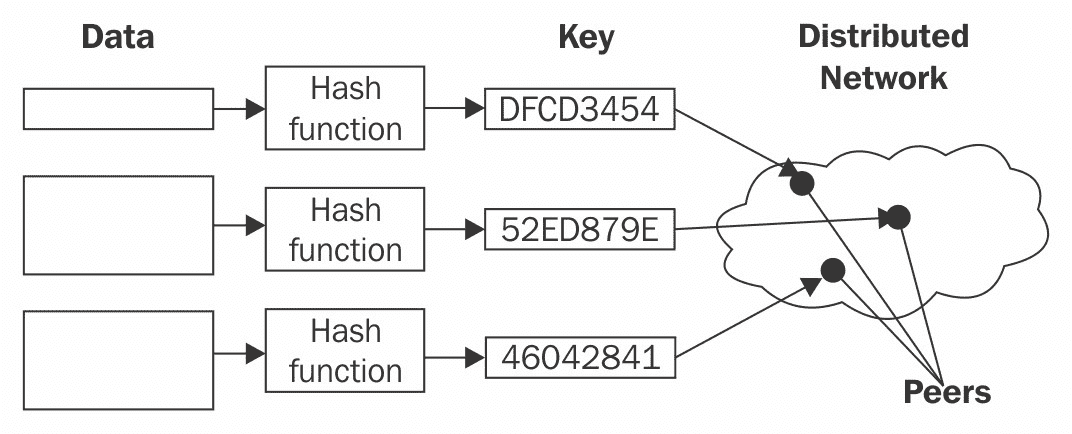 Data
Key
Distributed
Network
Hash
function
DFCD3454
Hash
function
52ED879E
Hash
function
46042841
Peers